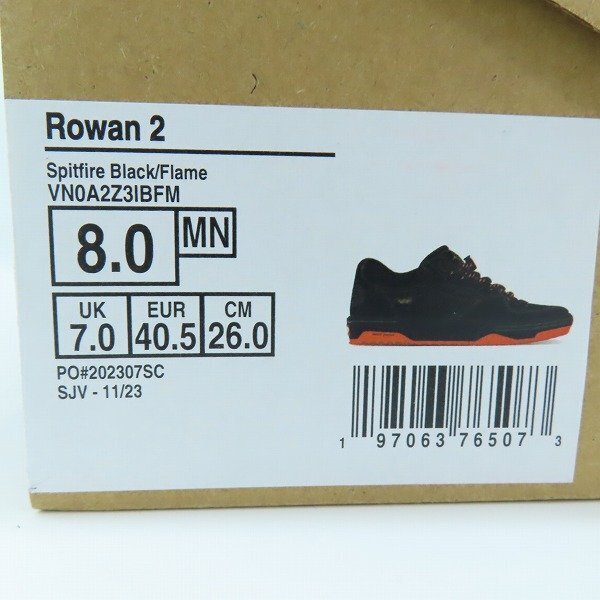 Rowan 2
Spitfire Black/Flame
VN0A2Z3IBFM
8.0 MN
UK EUR CM
7.0 40.5 26.0
PO#202307SC
SJV - 11/23
1 97063 76507 3